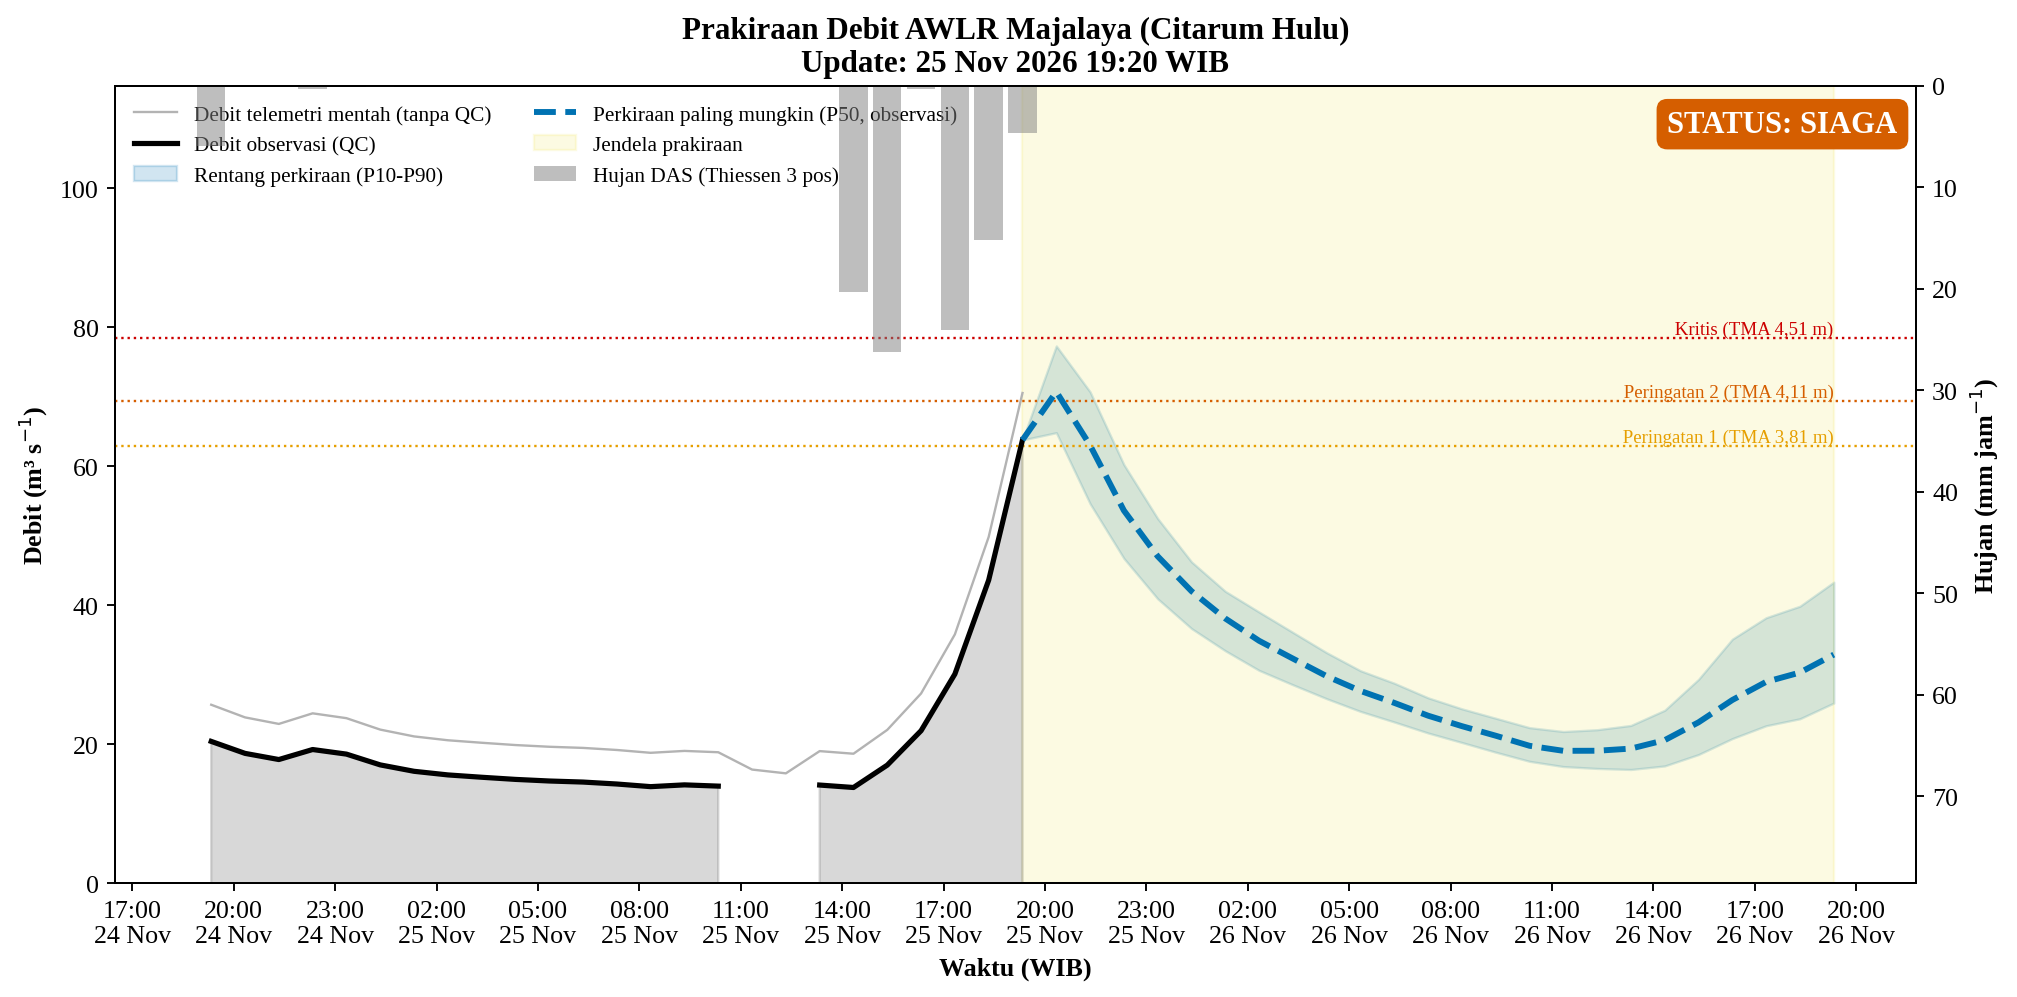 Prakiraan Debit AWLR Majalaya (Citarum Hulu)
Update: 25 Nov 2026 19:20 WIB
Debit telemetri mentah (tanpa QC)
Debit observasi (QC)
Rentang perkiraan (P10-P90)
Perkiraan paling mungkin (P50, observasi)
Jendela prakiraan
Hujan DAS (Thiessen 3 pos)
STATUS: SIAGA
Kritis (TMA 4,51 m)
Peringatan 2 (TMA 4,11 m)
Peringatan 1 (TMA 3,81 m)
Debit (m³ s⁻¹)
100
80
60
40
20
0
Hujan (mm jam⁻¹)
0
10
20
30
40
50
60
70
17:00 20:00 23:00 02:00 05:00 08:00 11:00 14:00 17:00 20:00 23:00 02:00 05:00 08:00 11:00 14:00 17:00 20:00
24 Nov 24 Nov 24 Nov 25 Nov 25 Nov 25 Nov 25 Nov 25 Nov 25 Nov 25 Nov 25 Nov 26 Nov 26 Nov 26 Nov 26 Nov 26 Nov 26 Nov 26 Nov
Waktu (WIB)